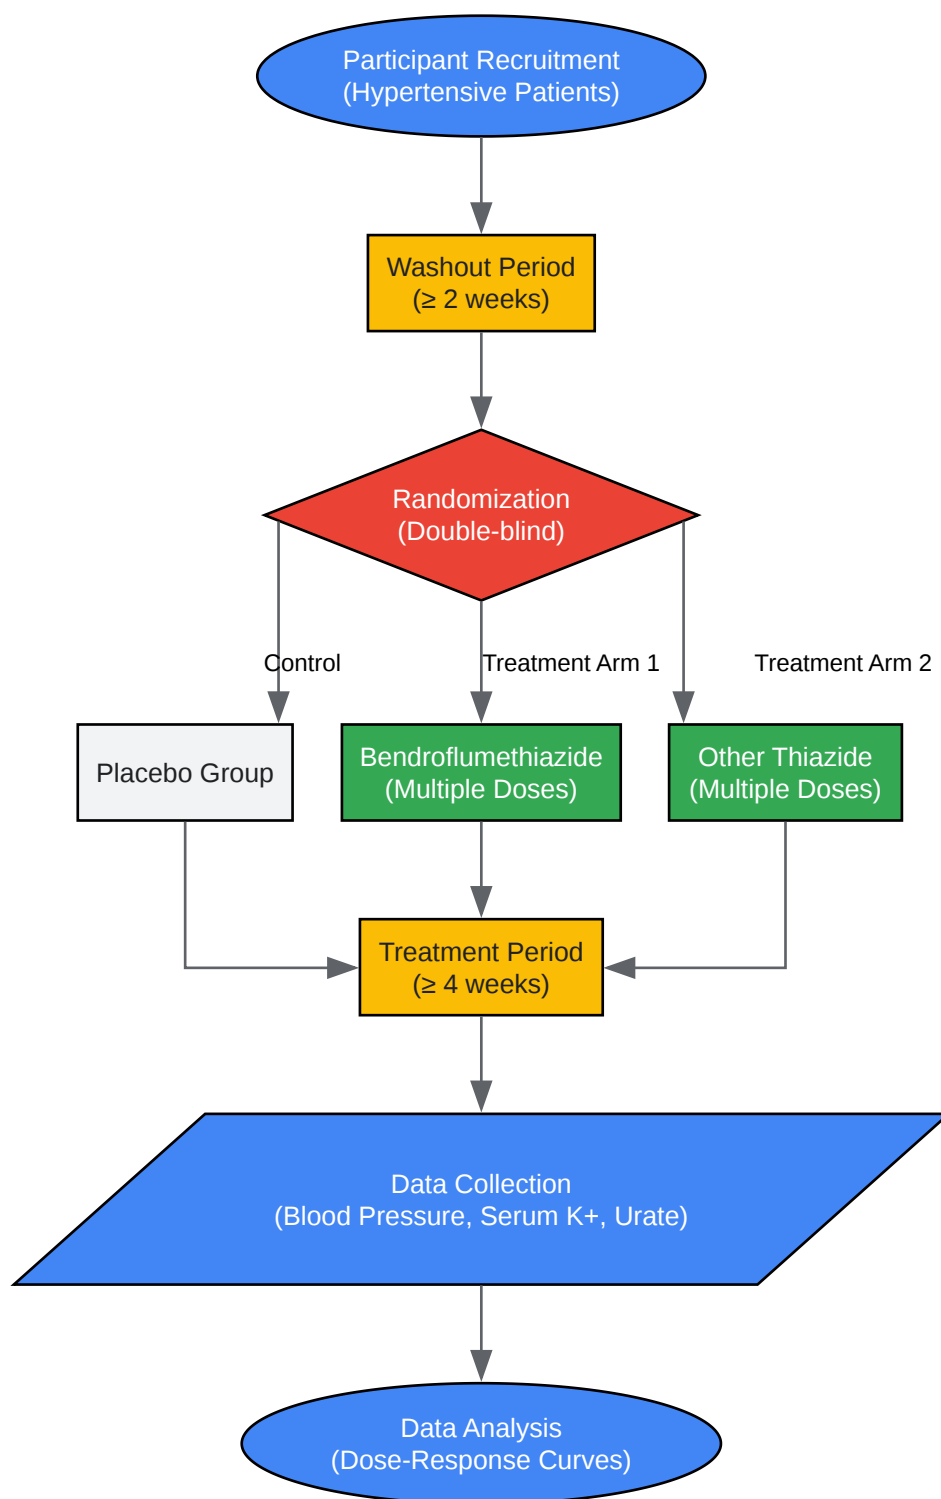 Participant Recruitment
(Hypertensive Patients)
Washout Period
(≥ 2 weeks)
Randomization
(Double-blind)
Control
Treatment Arm 1
Treatment Arm 2
Placebo Group
Bendroflumethiazide
(Multiple Doses)
Other Thiazide
(Multiple Doses)
Treatment Period
(≥ 4 weeks)
Data Collection
(Blood Pressure, Serum K+, Urate)
Data Analysis
(Dose-Response Curves)